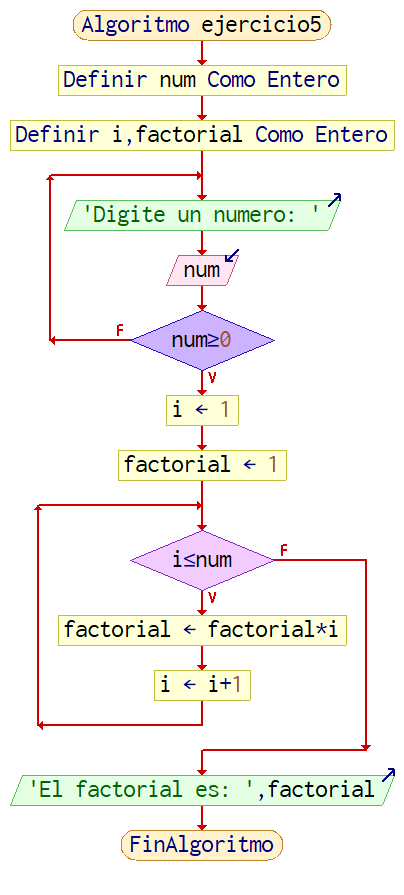 Algoritmo ejercicio5
Definir num Como Entero
Definir i,factorial Como Entero
'Digite un numero: '
num
num≥0
F
V
i ← 1
factorial ← 1
i≤num
F
V
factorial ← factorial*i
i ← i+1
'El factorial es: ',factorial
FinAlgoritmo